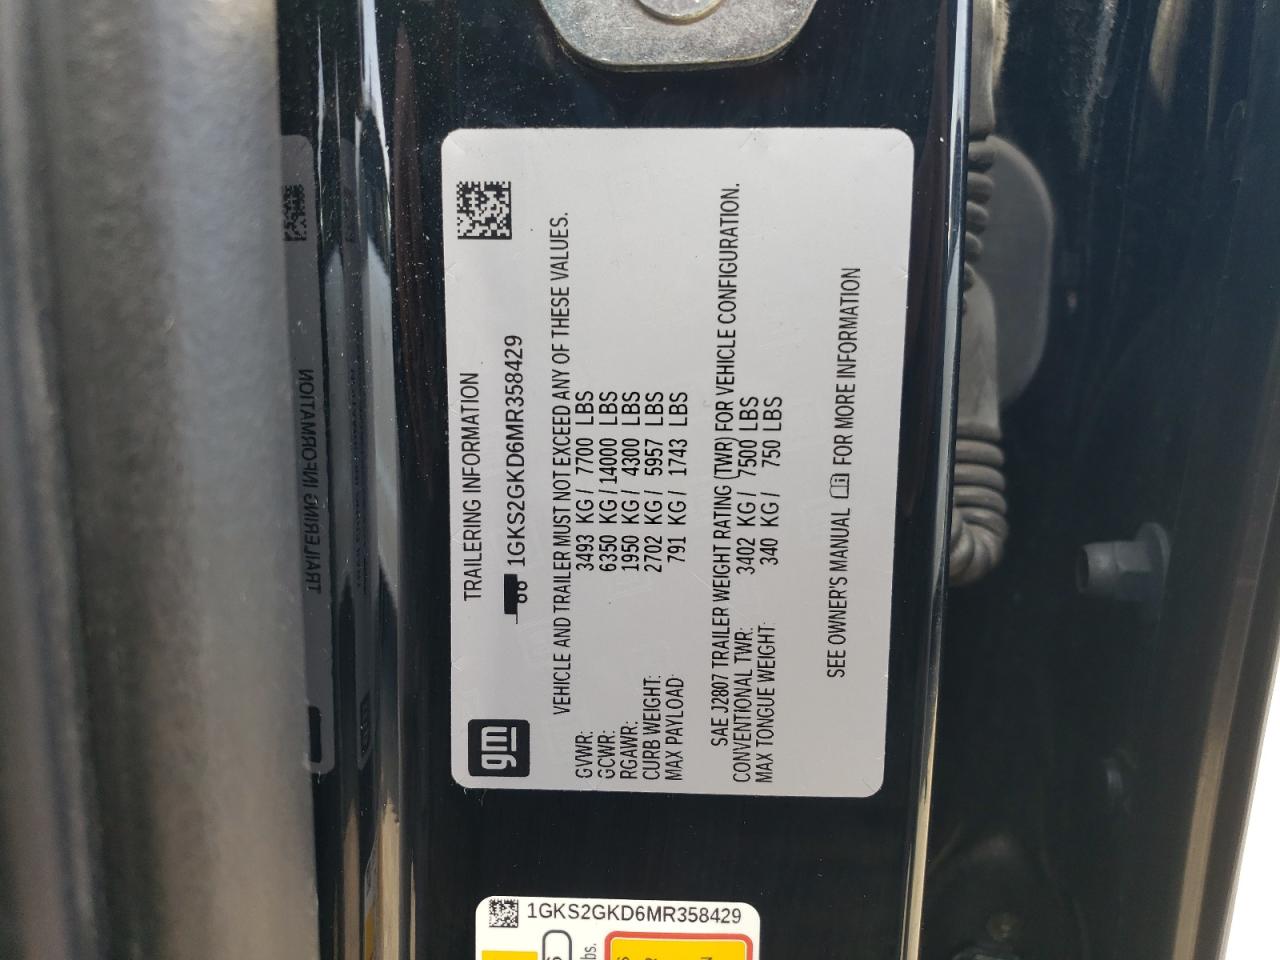 gm
TRAILERING INFORMATION
1GKS2GKD6MR358429
VEHICLE AND TRAILER MUST NOT EXCEED ANY OF THESE VALUES.
GVWR: 3493 KG / 7700 LBS
GCWR: 6350 KG / 14000 LBS
RGAWR: 1950 KG / 4300 LBS
CURB WEIGHT: 2702 KG / 5957 LBS
MAX PAYLOAD: 791 KG / 1743 LBS
SAE J2807 TRAILER WEIGHT RATING (TWR) FOR VEHICLE CONFIGURATION.
CONVENTIONAL TWR: 3402 KG / 7500 LBS
MAX TONGUE WEIGHT: 340 KG / 750 LBS
SEE OWNER'S MANUAL FOR MORE INFORMATION
1GKS2GKD6MR358429
lbs.